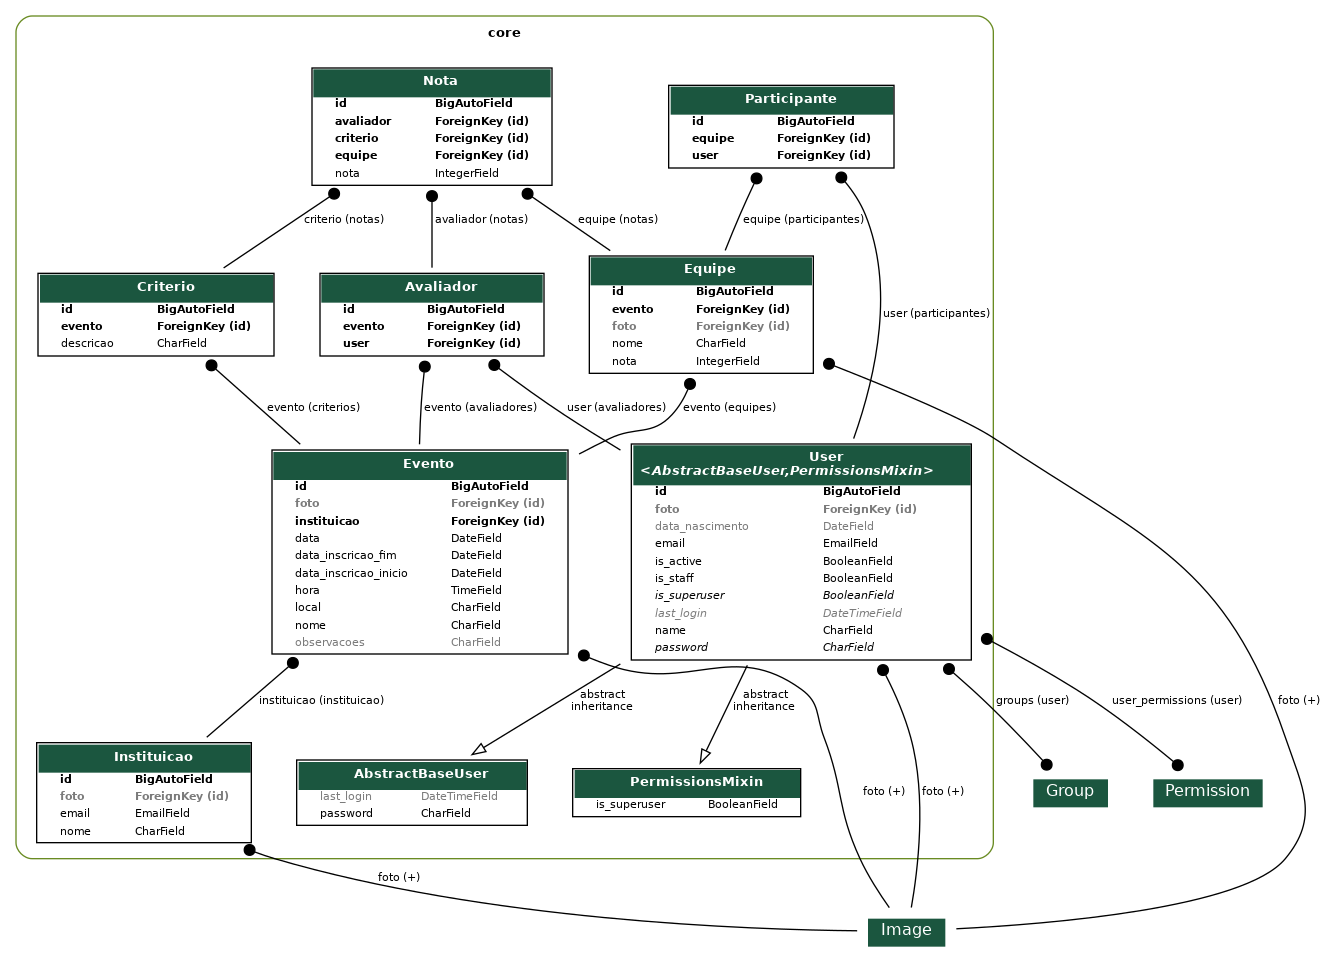 core
Nota
id BigAutoField
avaliador ForeignKey (id)
criterio ForeignKey (id)
equipe ForeignKey (id)
nota IntegerField
Participante
id BigAutoField
equipe ForeignKey (id)
user ForeignKey (id)
criterio (notas)
avaliador (notas)
equipe (notas)
equipe (participantes)
user (participantes)
Criterio
id BigAutoField
evento ForeignKey (id)
descricao CharField
Avaliador
id BigAutoField
evento ForeignKey (id)
user ForeignKey (id)
Equipe
id BigAutoField
evento ForeignKey (id)
foto ForeignKey (id)
nome CharField
nota IntegerField
evento (criterios)
evento (avaliadores)
user (avaliadores)
evento (equipes)
Evento
id BigAutoField
foto ForeignKey (id)
instituicao ForeignKey (id)
data DateField
data_inscricao_fim DateField
data_inscricao_inicio DateField
hora TimeField
local CharField
nome CharField
observacoes CharField
User
<AbstractBaseUser,PermissionsMixin>
id BigAutoField
foto ForeignKey (id)
data_nascimento DateField
email EmailField
is_active BooleanField
is_staff BooleanField
is_superuser BooleanField
last_login DateTimeField
name CharField
password CharField
instituicao (instituicao)
abstract
inheritance
abstract
inheritance
groups (user)
user_permissions (user)
foto (+)
Instituicao
id BigAutoField
foto ForeignKey (id)
email EmailField
nome CharField
AbstractBaseUser
last_login DateTimeField
password CharField
PermissionsMixin
is_superuser BooleanField
foto (+)
foto (+)
Group
Permission
foto (+)
Image